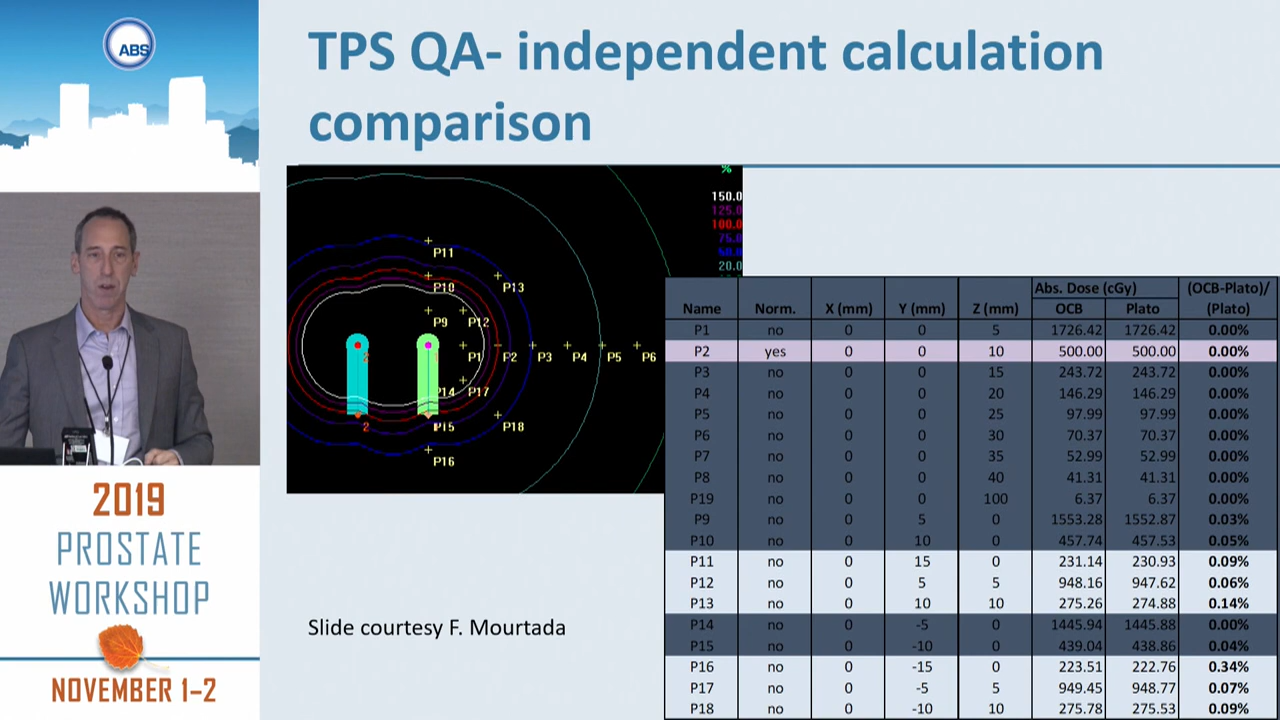 ABS
TPS QA- independent calculation
comparison
%
150.0
125.0
100.0
75.0
50.0
20.0
P11
P10
P13
P9
P12
2
P1
P2
P3
P4
P5
P6
P14
P17
2
P15
P18
P16
Name Norm. X (mm) Y (mm) Z (mm) Abs. Dose (cGy) (OCB-Plato)/
OCB Plato (Plato)
P1 no 0 0 5 1726.42 1726.42 0.00%
P2 yes 0 0 10 500.00 500.00 0.00%
P3 no 0 0 15 243.72 243.72 0.00%
P4 no 0 0 20 146.29 146.29 0.00%
P5 no 0 0 25 97.99 97.99 0.00%
P6 no 0 0 30 70.37 70.37 0.00%
P7 no 0 0 35 52.99 52.99 0.00%
P8 no 0 0 40 41.31 41.31 0.00%
P19 no 0 0 100 6.37 6.37 0.00%
P9 no 0 5 0 1553.28 1552.87 0.03%
P10 no 0 10 0 457.74 457.53 0.05%
P11 no 0 15 0 231.14 230.93 0.09%
P12 no 0 5 5 948.16 947.62 0.06%
P13 no 0 10 10 275.26 274.88 0.14%
P14 no 0 -5 0 1445.94 1445.88 0.00%
P15 no 0 -10 0 439.04 438.86 0.04%
P16 no 0 -15 0 223.51 222.76 0.34%
P17 no 0 -5 5 949.45 948.77 0.07%
P18 no 0 -10 10 275.78 275.53 0.09%
Slide courtesy F. Mourtada
2019
PROSTATE
WORKSHOP
NOVEMBER 1-2